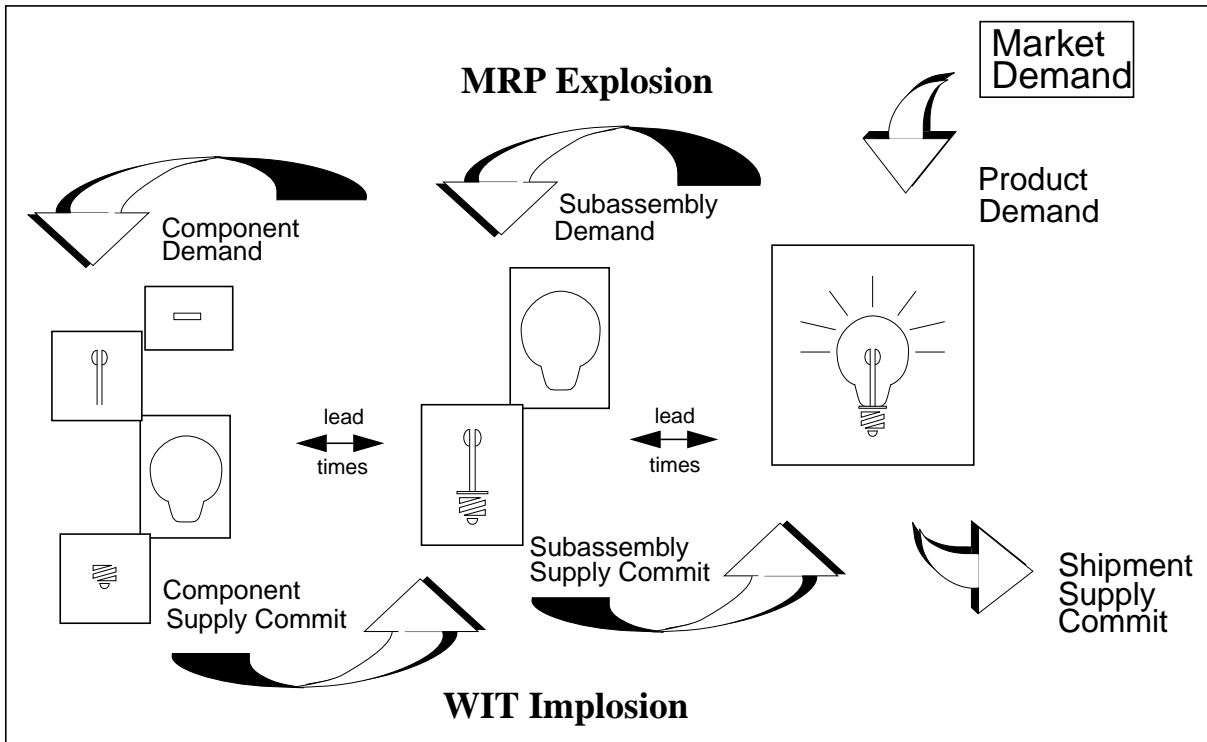 Market
Demand
MRP Explosion
Product
Demand
Subassembly
Demand
Component
Demand
lead
times
lead
times
Subassembly
Supply Commit
Component
Supply Commit
Shipment
Supply
Commit
WIT Implosion